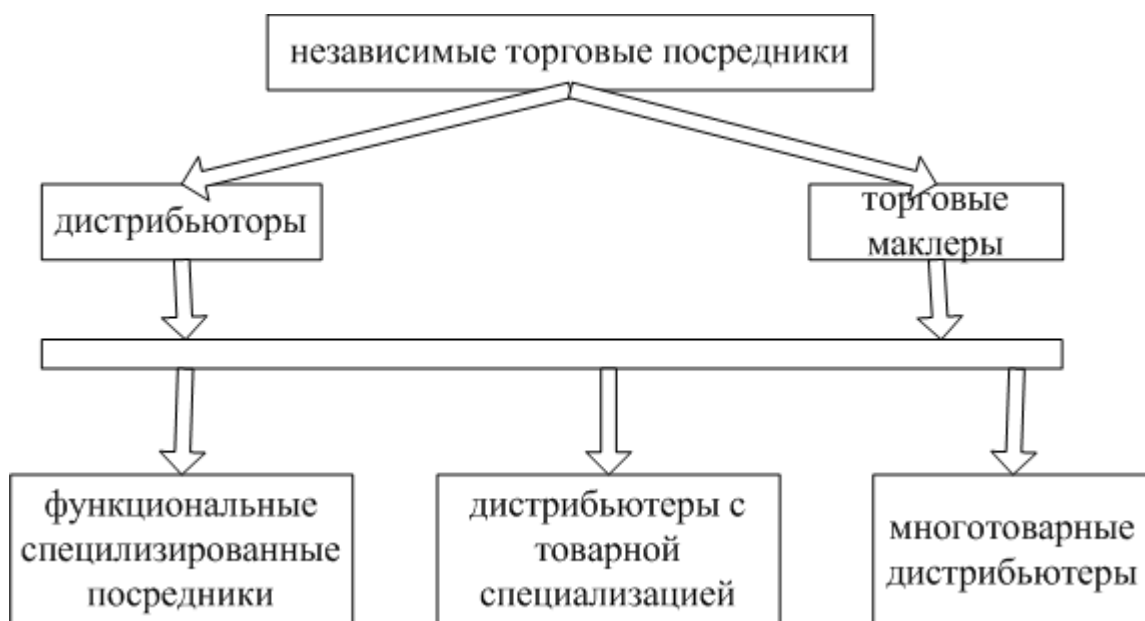 независимые торговые посредники
дистрибьюторы
торговые
маклеры
функциональные
специлизированные
посредники
дистрибьютеры с
товарной
специализацией
многотоварные
дистрибьютеры